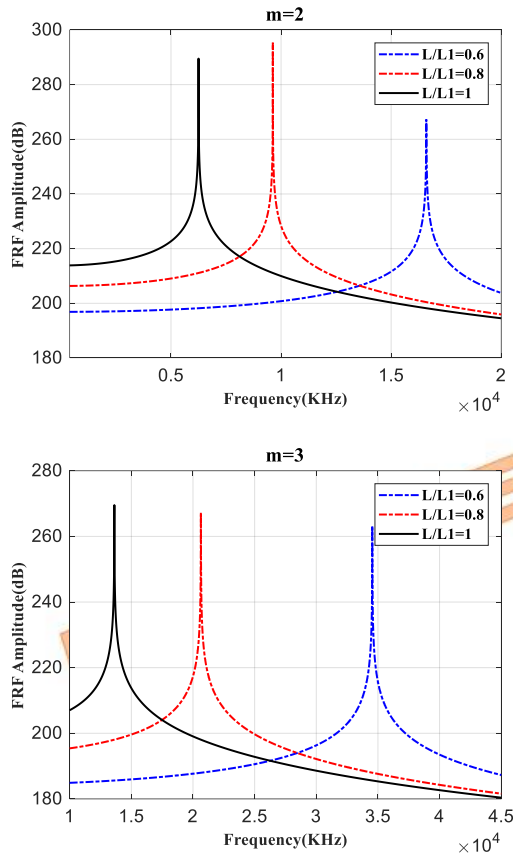 m=2
300
280
260
240
220
200
180
FRF Amplitude(dB)
L/L1=0.6
L/L1=0.8
L/L1=1
0.5 1 1.5 2
Frequency(KHz)
×10⁴
m=3
280
260
240
220
200
180
FRF Amplitude(dB)
L/L1=0.6
L/L1=0.8
L/L1=1
1 1.5 2 2.5 3 3.5 4 4.5
Frequency(KHz)
×10⁴